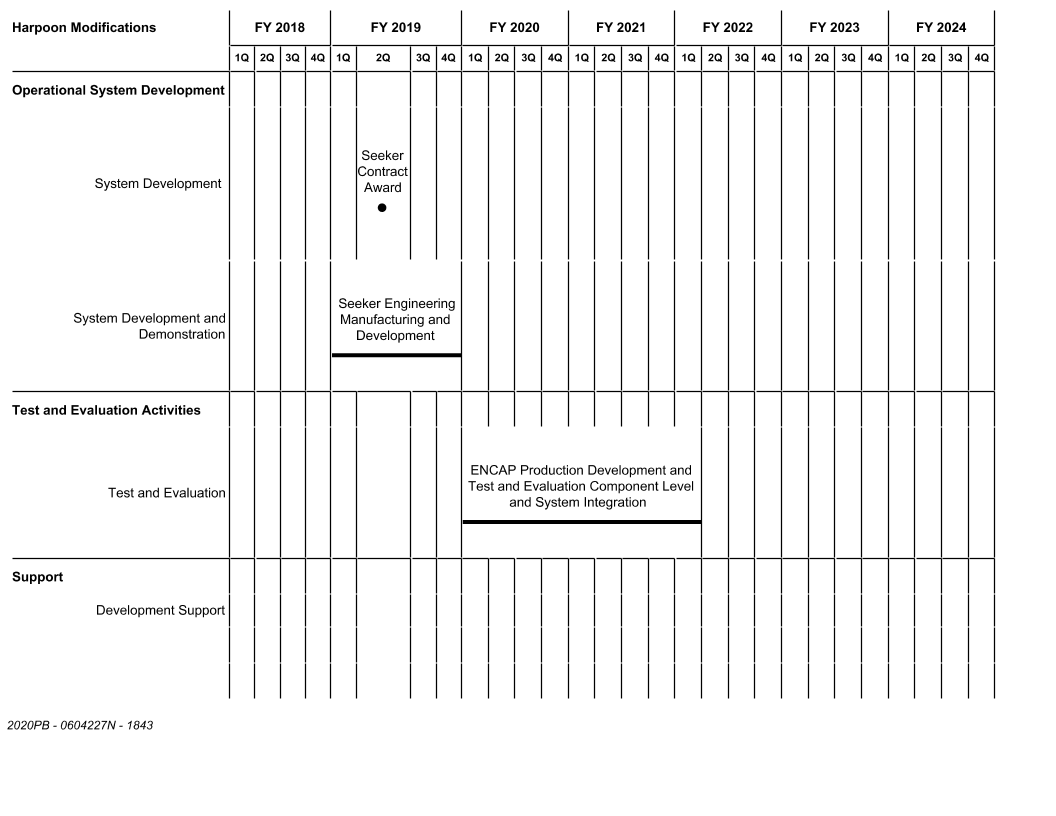 Harpoon Modifications FY 2018 FY 2019 FY 2020 FY 2021 FY 2022 FY 2023 FY 2024
1Q 2Q 3Q 4Q 1Q 2Q 3Q 4Q 1Q 2Q 3Q 4Q 1Q 2Q 3Q 4Q 1Q 2Q 3Q 4Q 1Q 2Q 3Q 4Q 1Q 2Q 3Q 4Q
Operational System Development
Seeker
Contract
Award
System Development
Seeker Engineering
Manufacturing and
Development
System Development and
Demonstration
Test and Evaluation Activities
ENCAP Production Development and
Test and Evaluation Component Level
and System Integration
Test and Evaluation
Support
Development Support
2020PB - 0604227N - 1843